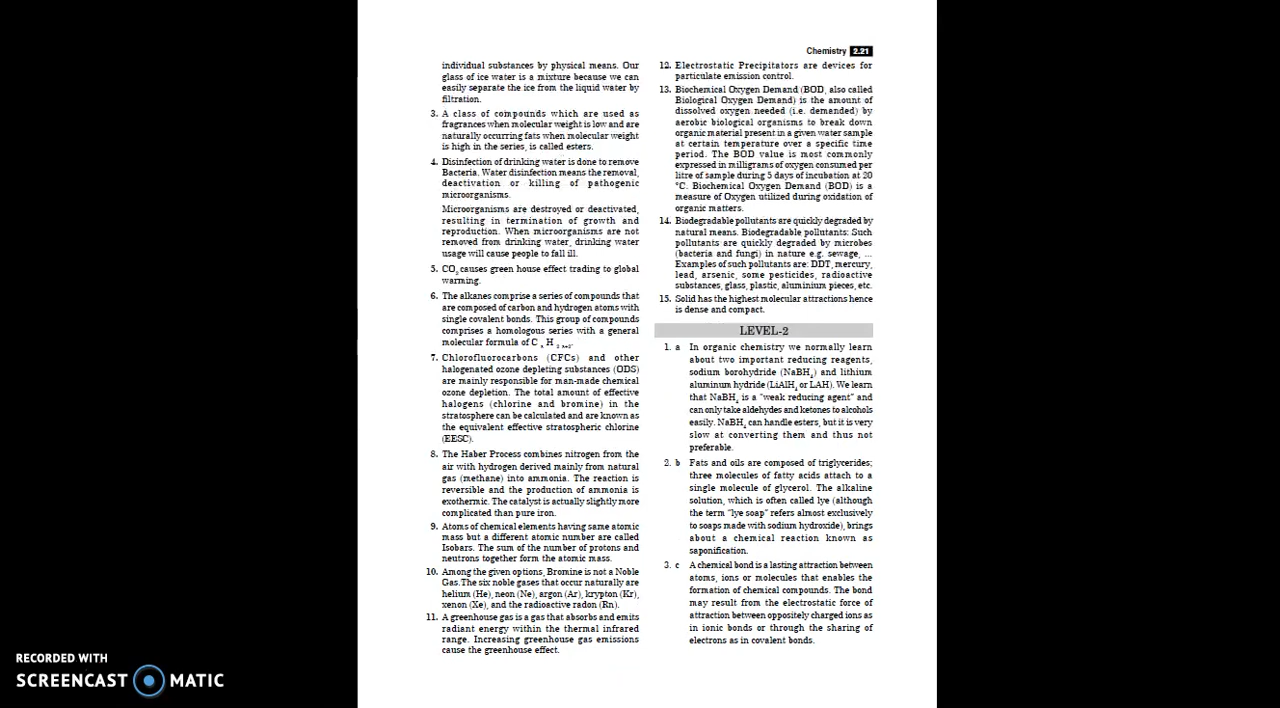 Chemistry 2.21
individual substances by physical means. Our
glass of ice water is a mixture because we can
easily separate the ice from the liquid water by
filtration.
3. A class of compounds which are used as
fragrances when molecular weight is low and are
naturally occurring fats when molecular weight
is high in the series, is called esters.
4. Disinfection of drinking water is done to remove
Bacteria. Water disinfection means the removal,
deactivation or killing of pathogenic
microorganisms.
Microorganisms are destroyed or deactivated,
resulting in termination of growth and
reproduction. When microorganisms are not
removed from drinking water, drinking water
usage will cause people to fall ill.
5. CO₂ causes green house effect trading to global
warming.
6. The alkanes comprise a series of compounds that
are composed of carbon and hydrogen atoms with
single covalent bonds. This group of compounds
comprises a homologous series with a general
molecular formula of C n H 2 n+2.
7. Chlorofluorocarbons (CFCs) and other
halogenated ozone depleting substances (ODS)
are mainly responsible for man-made chemical
ozone depletion. The total amount of effective
halogens (chlorine and bromine) in the
stratosphere can be calculated and are known as
the equivalent effective stratospheric chlorine
(EESC).
8. The Haber Process combines nitrogen from the
air with hydrogen derived mainly from natural
gas (methane) into ammonia. The reaction is
reversible and the production of ammonia is
exothermic. The catalyst is actually slightly more
complicated than pure iron.
9. Atoms of chemical elements having same atomic
mass but a different atomic number are called
Isobars. The sum of the number of protons and
neutrons together form the atomic mass.
10. Among the given options, Bromine is not a Noble
Gas.The six noble gases that occur naturally are
helium (He), neon (Ne), argon (Ar), krypton (Kr),
xenon (Xe), and the radioactive radon (Rn).
11. A greenhouse gas is a gas that absorbs and emits
radiant energy within the thermal infrared
range. Increasing greenhouse gas emissions
cause the greenhouse effect.
12. Electrostatic Precipitators are devices for
particulate emission control.
13. Biochemical Oxygen Demand (BOD, also called
Biological Oxygen Demand) is the amount of
dissolved oxygen needed (i.e. demanded) by
aerobic biological organisms to break down
organic material present in a given water sample
at certain temperature over a specific time
period. The BOD value is most commonly
expressed in milligrams of oxygen consumed per
litre of sample during 5 days of incubation at 20
°C. Biochemical Oxygen Demand (BOD) is a
measure of Oxygen utilized during oxidation of
organic matters.
14. Biodegradable pollutants are quickly degraded by
natural means. Biodegradable pollutants: Such
pollutants are quickly degraded by microbes
(bacteria and fungi) in nature e.g. sewage, ...
Examples of such pollutants are: DDT, mercury,
lead, arsenic, some pesticides, radioactive
substances, glass, plastic, aluminium pieces, etc.
15. Solid has the highest molecular attractions hence
is dense and compact.
LEVEL-2
1. a In organic chemistry we normally learn
about two important reducing reagents,
sodium borohydride (NaBH₄) and lithium
aluminum hydride (LiAlH₄ or LAH). We learn
that NaBH₄ is a "weak reducing agent" and
can only take aldehydes and ketones to alcohols
easily. NaBH₄ can handle esters, but it is very
slow at converting them and thus not
preferable.
2. b Fats and oils are composed of triglycerides;
three molecules of fatty acids attach to a
single molecule of glycerol. The alkaline
solution, which is often called lye (although
the term "lye soap" refers almost exclusively
to soaps made with sodium hydroxide), brings
about a chemical reaction known as
saponification.
3. c A chemical bond is a lasting attraction between
atoms, ions or molecules that enables the
formation of chemical compounds. The bond
may result from the electrostatic force of
attraction between oppositely charged ions as
in ionic bonds or through the sharing of
electrons as in covalent bonds.
RECORDED WITH
SCREENCAST MATIC